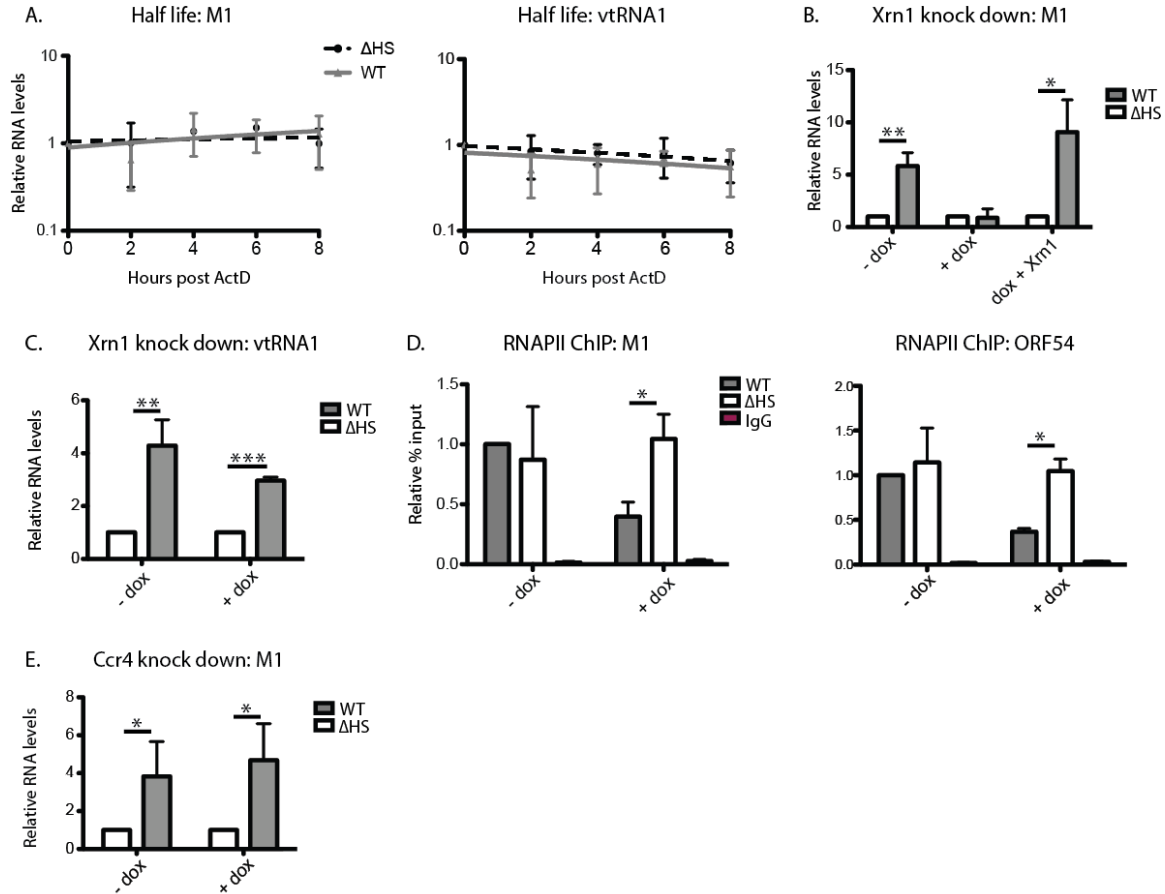 A.
Half life: M1
Relative RNA levels
10
1
0.1
0 2 4 6 8
Hours post ActD
ΔHS
WT
Half life: vtRNA1
10
1
0.1
0 2 4 6 8
Hours post ActD
B.
Xrn1 knock down: M1
Relative RNA levels
15
10
5
0
**
*
- dox
+ dox
dox + Xrn1
WT
ΔHS
C.
Xrn1 knock down: vtRNA1
Relative RNA levels
6
4
2
0
**
***
- dox
+ dox
WT
ΔHS
D.
RNAPII ChIP: M1
Relative % input
1.5
1.0
0.5
0.0
*
- dox
+ dox
WT
ΔHS
IgG
RNAPII ChIP: ORF54
2.0
1.5
1.0
0.5
0.0
*
- dox
+ dox
E.
Ccr4 knock down: M1
Relative RNA levels
8
6
4
2
0
*
*
- dox
+ dox
WT
ΔHS